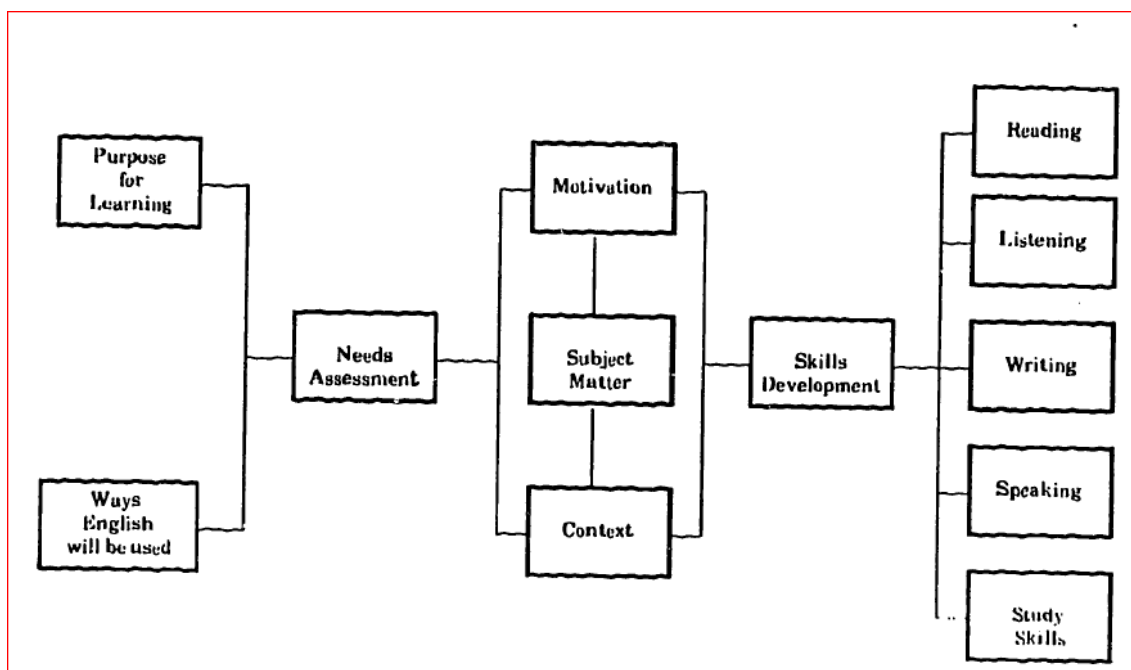 Purpose
for
Learning
Ways
English
will be used
Needs
Assessment
Motivation
Subject
Matter
Context
Skills
Development
Reading
Listening
Writing
Speaking
Study
Skills